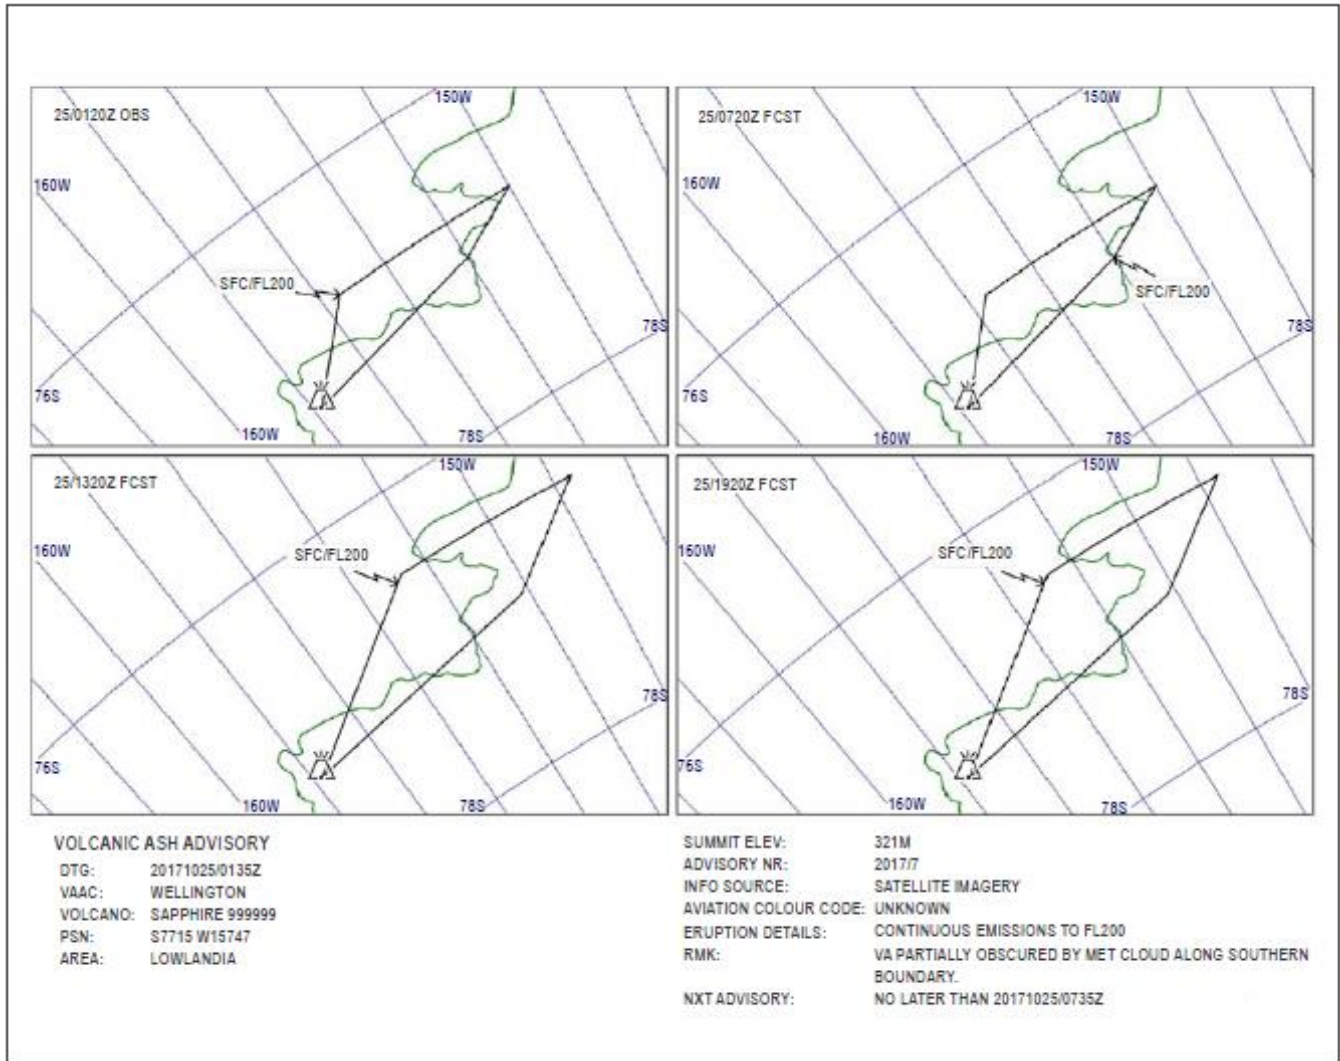 25/0120Z OBS
150W
160W
SFC/FL200
78S
76S
160W
78S
25/0720Z FCST
150W
160W
SFC/FL200
78S
76S
160W
78S
25/1320Z FCST
150W
160W
SFC/FL200
78S
76S
160W
78S
25/1920Z FCST
150W
160W
SFC/FL200
78S
76S
160W
78S
VOLCANIC ASH ADVISORY
DTG: 20171025/0135Z
VAAC: WELLINGTON
VOLCANO: SAPPHIRE 999999
PSN: S7715 W15747
AREA: LOWLANDIA
SUMMIT ELEV: 321M
ADVISORY NR: 2017/7
INFO SOURCE: SATELLITE IMAGERY
AVIATION COLOUR CODE: UNKNOWN
ERUPTION DETAILS: CONTINUOUS EMISSIONS TO FL200
RMK: VA PARTIALLY OBSCURED BY MET CLOUD ALONG SOUTHERN
BOUNDARY.
NXT ADVISORY: NO LATER THAN 20171025/0735Z